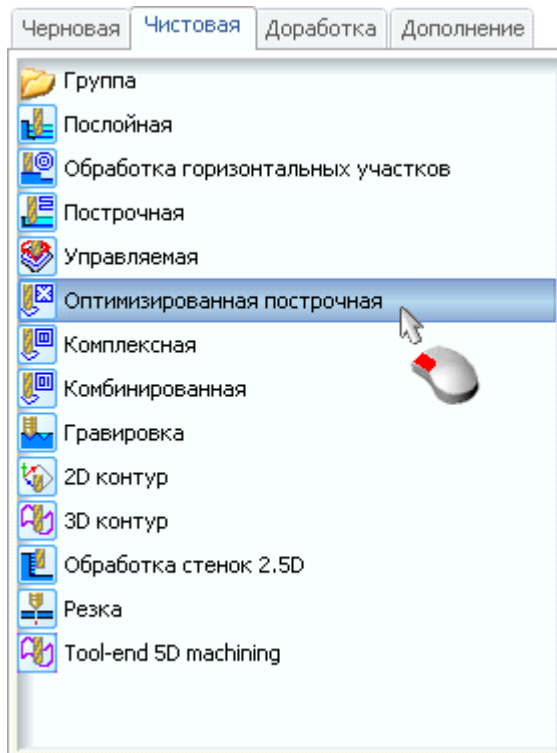 Черновая Чистовая Доработка Дополнение
Группа
Послойная
Обработка горизонтальных участков
Построчная
Управляемая
Оптимизированная построчная
Комплексная
Комбинированная
Гравировка
2D контур
3D контур
Обработка стенок 2.5D
Резка
Tool-end 5D machining